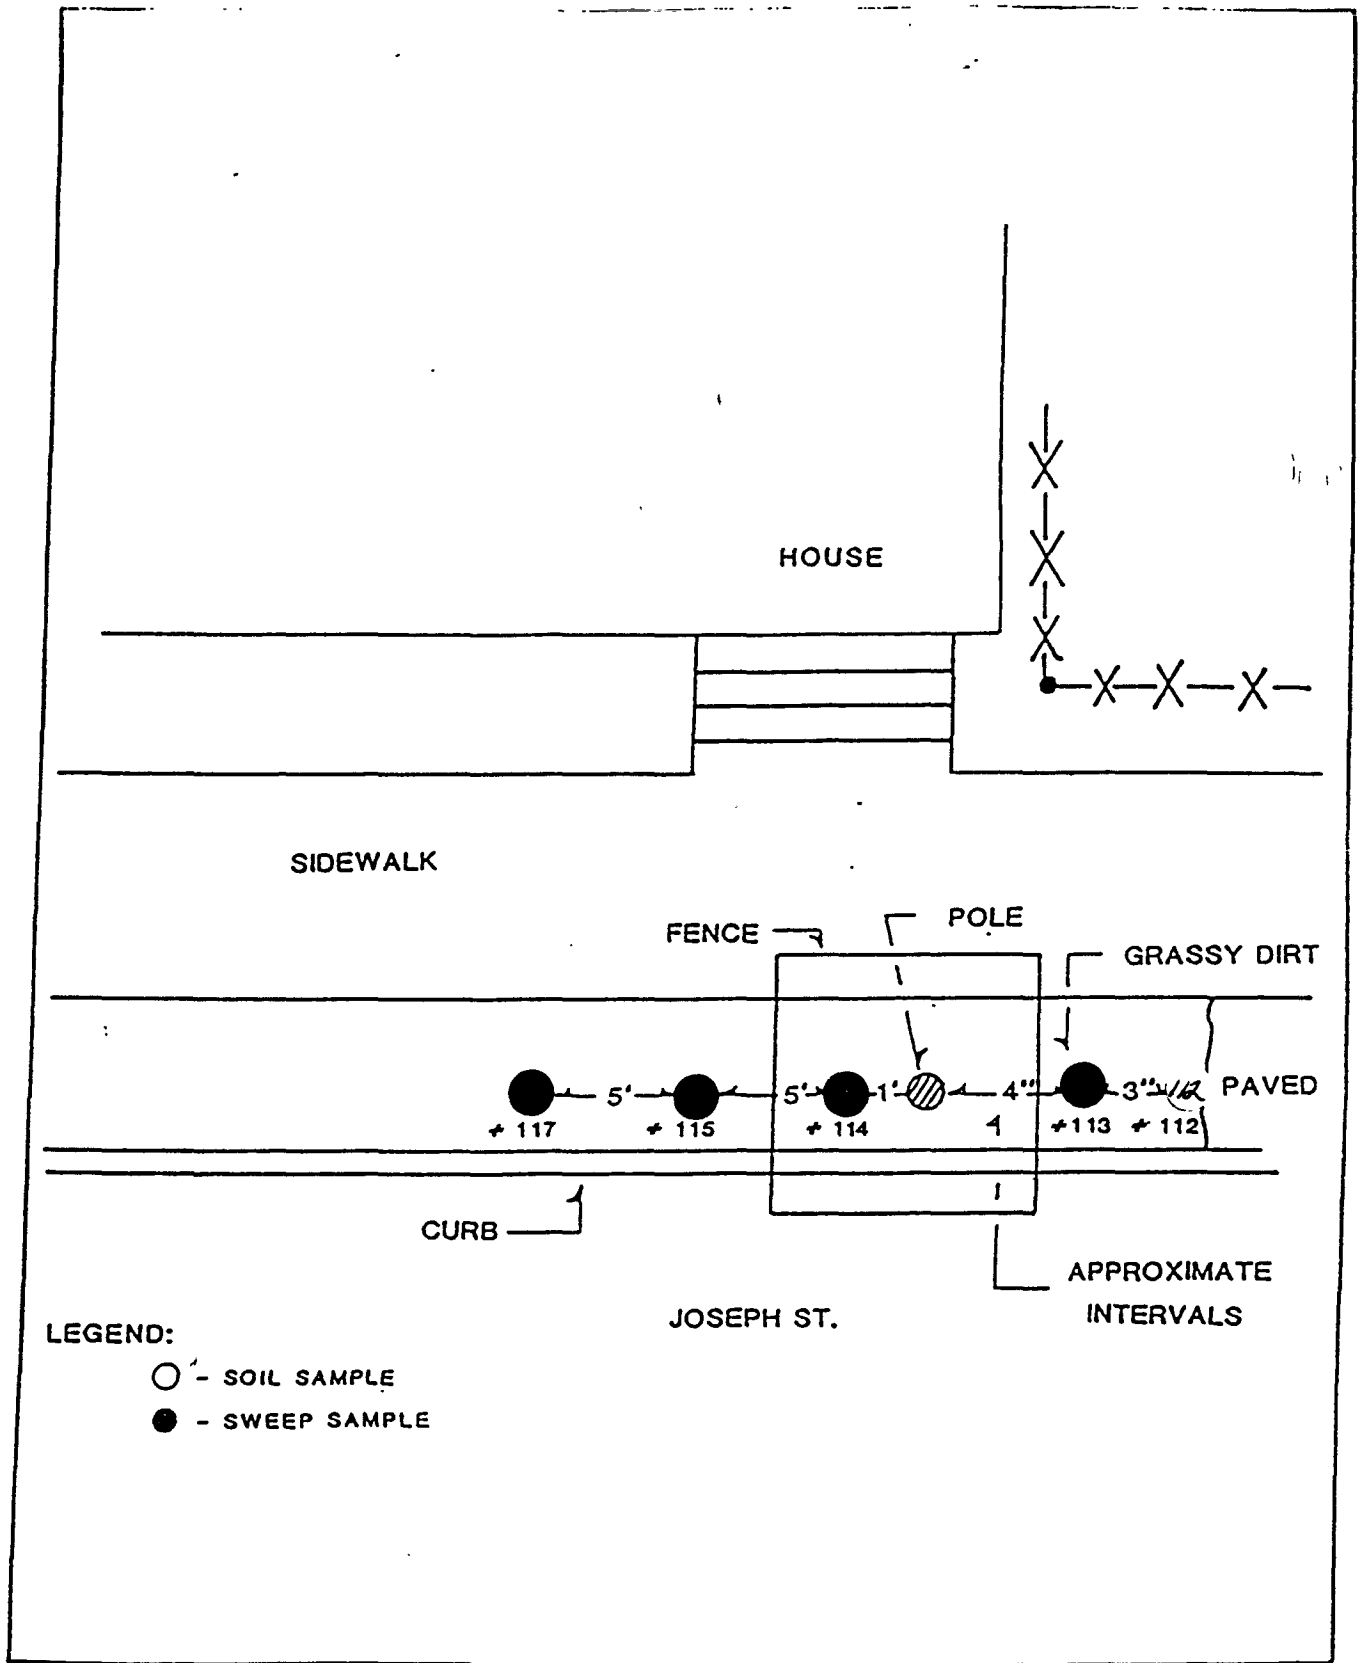 HOUSE
SIDEWALK
FENCE
POLE
GRASSY DIRT
5'
5'
1'
4"
3"
112
PAVED
# 117
# 115
# 114
# 113
# 112
CURB
APPROXIMATE
INTERVALS
JOSEPH ST.
LEGEND:
- SOIL SAMPLE
- SWEEP SAMPLE